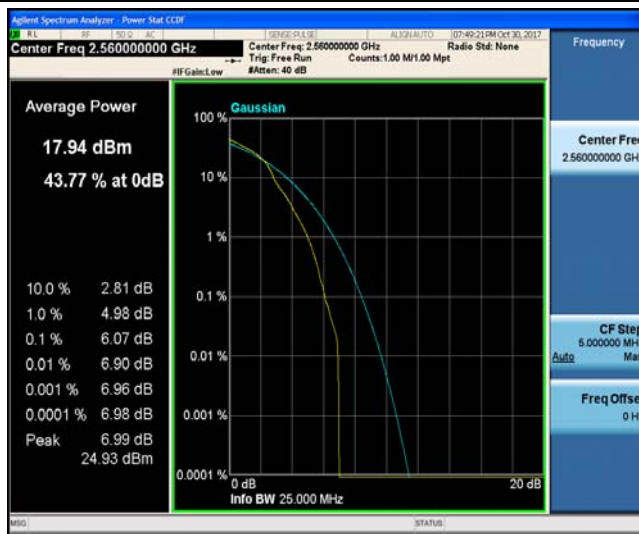 Agilent Spectrum Analyzer - Power Stat CCDF
RL RF 50 Ω AC SENSE:PULSE ALIGNAUTO 07:49:21 PM Oct 30, 2017
Center Freq 2.560000000 GHz
Center Freq: 2.560000000 GHz Radio Std: None
Trig: Free Run Counts:1.00 M/1.00 Mpt
#IFGain:Low #Atten: 40 dB
Frequency
Average Power
17.94 dBm
43.77 % at 0dB
10.0 % 2.81 dB
1.0 % 4.98 dB
0.1 % 6.07 dB
0.01 % 6.90 dB
0.001 % 6.96 dB
0.0001 % 6.98 dB
Peak 6.99 dB
24.93 dBm
Gaussian
100 %
10 %
1 %
0.1 %
0.01 %
0.001 %
0.0001 %
0 dB 20 dB
Info BW 25.000 MHz
Center Fre
2.560000000 GH
CF Ste
5.000000 MH
Auto Ma
Freq Offse
0 H
MSG STATUS